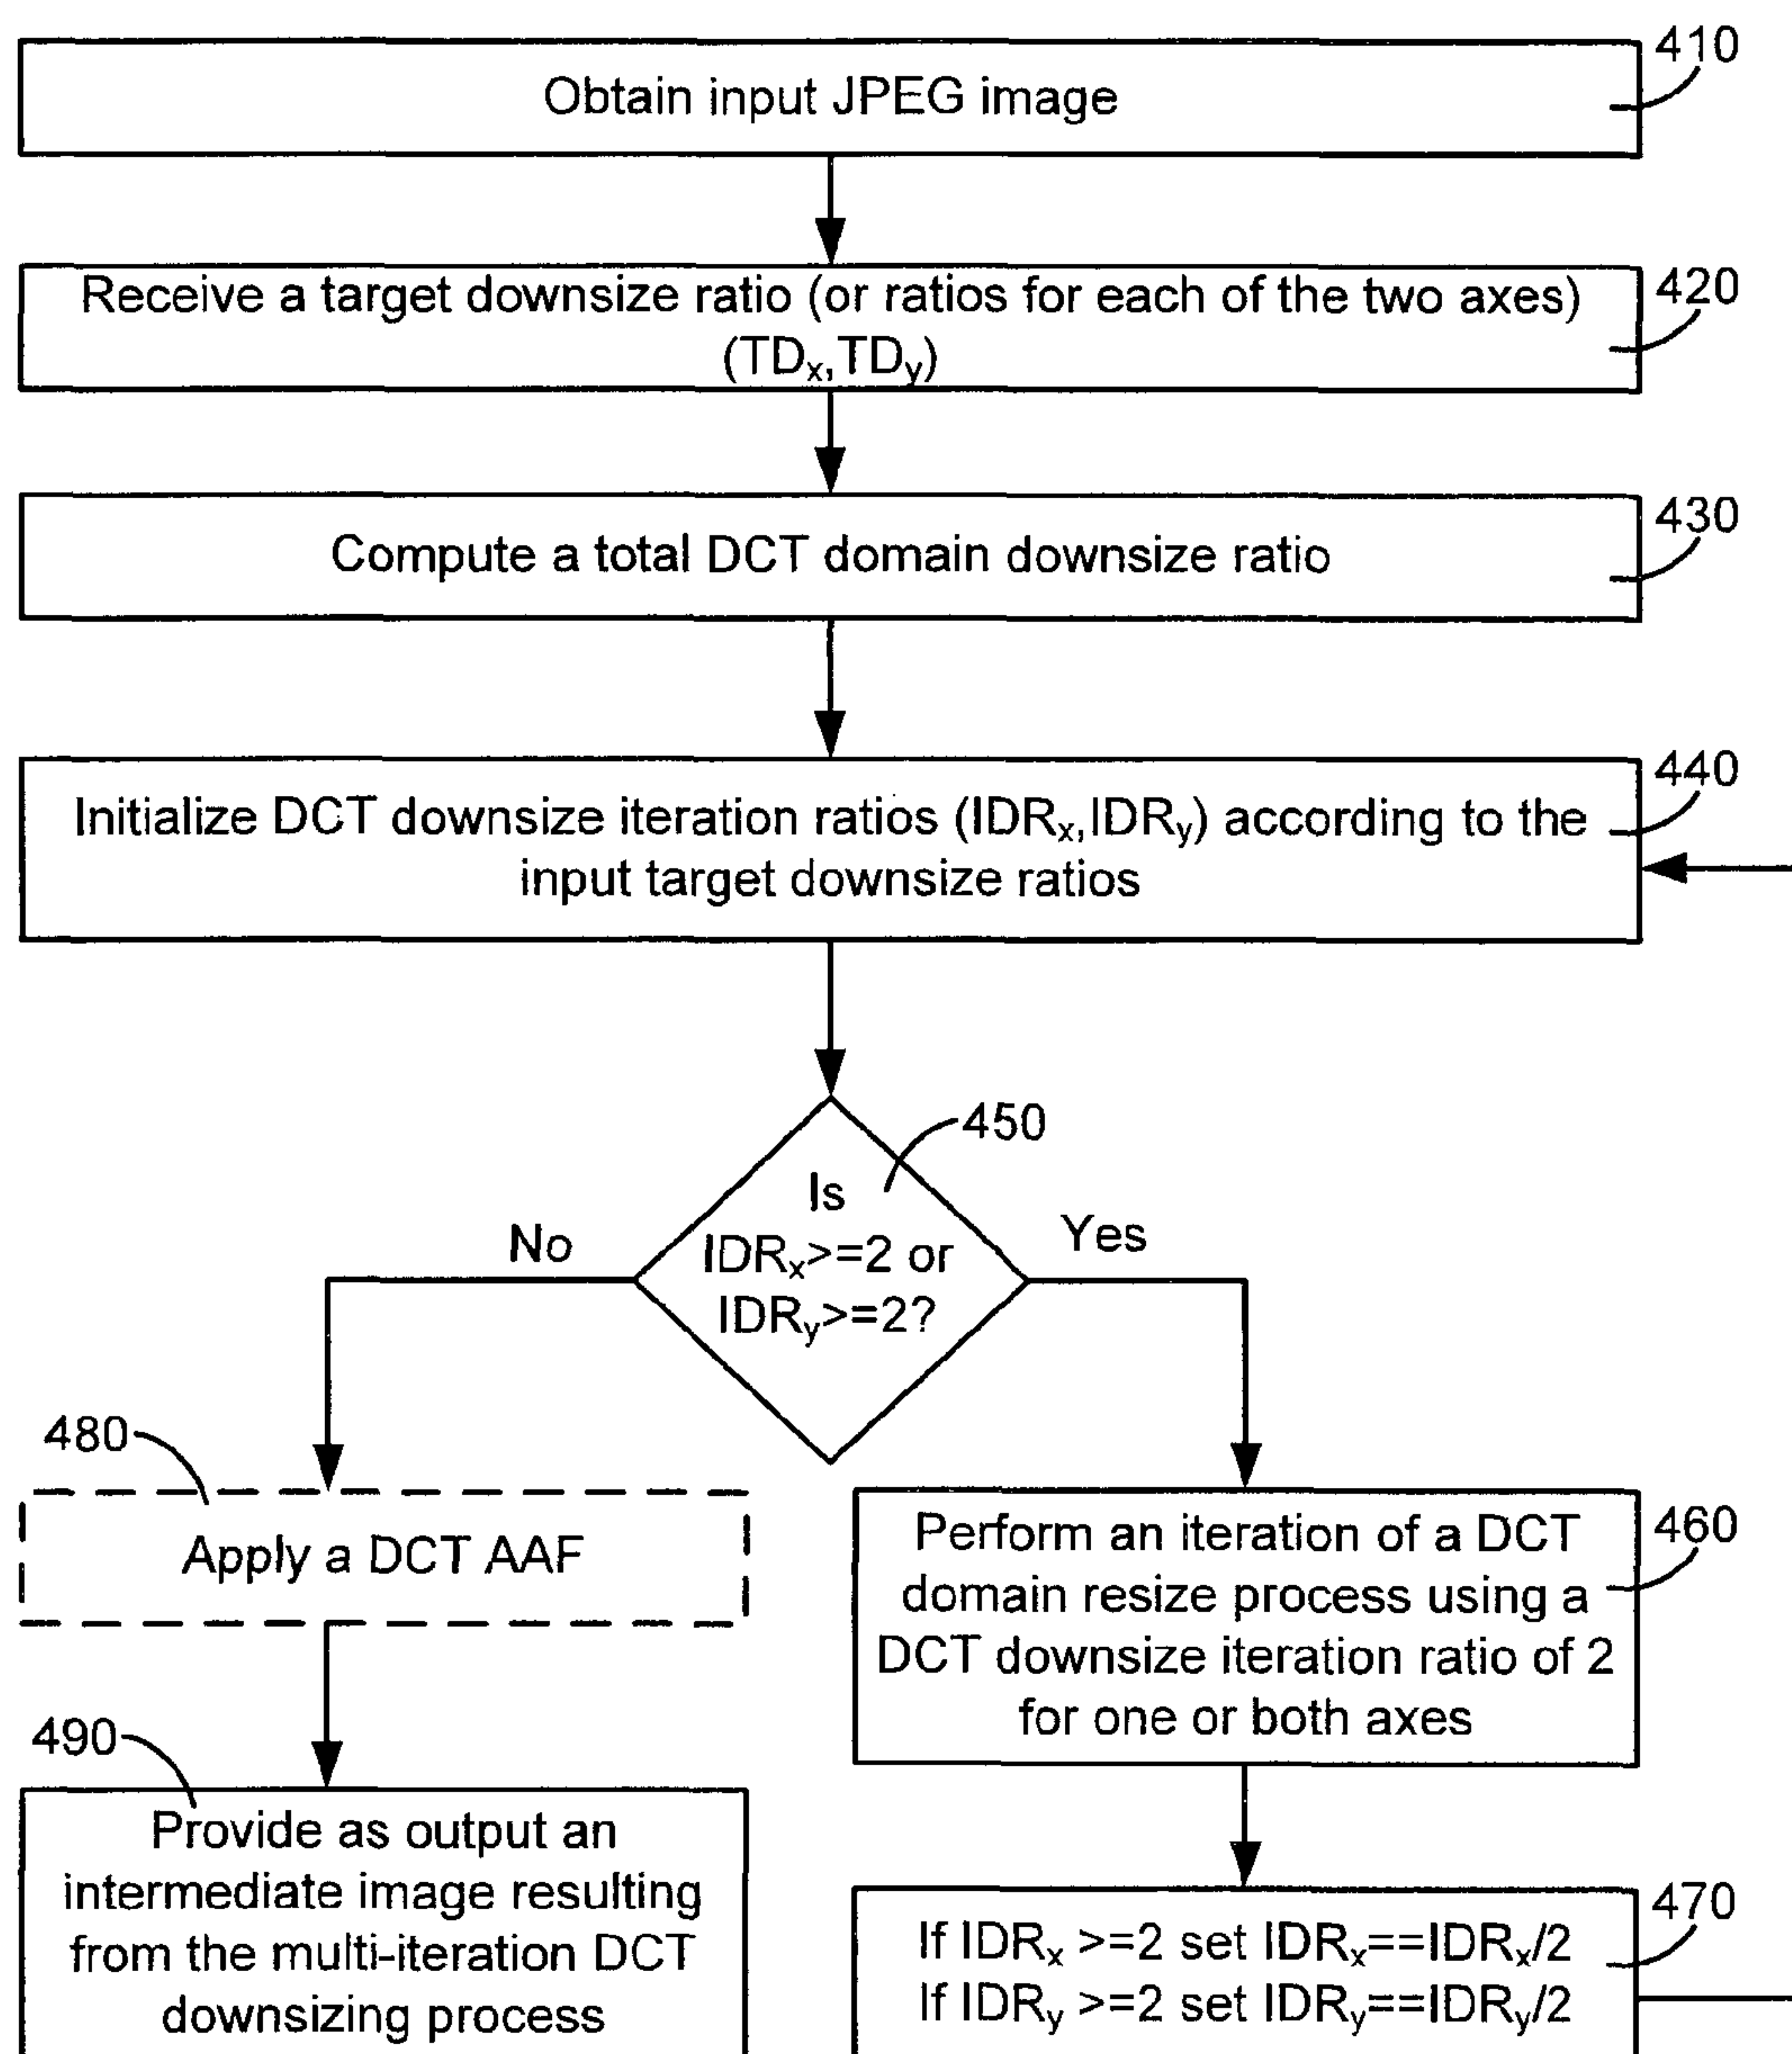 410
Obtain input JPEG image
420
Receive a target downsize ratio (or ratios for each of the two axes)
(TDx,TDy)
430
Compute a total DCT domain downsize ratio
440
Initialize DCT downsize iteration ratios (IDRx,IDRy) according to the
input target downsize ratios
450
Is
IDRx>=2 or
IDRy>=2?
No
Yes
480
Apply a DCT AAF
460
Perform an iteration of a DCT
domain resize process using a
DCT downsize iteration ratio of 2
for one or both axes
490
Provide as output an
intermediate image resulting
from the multi-iteration DCT
downsizing process
470
If IDRx >=2 set IDRx==IDRx/2
If IDRy >=2 set IDRy==IDRy/2